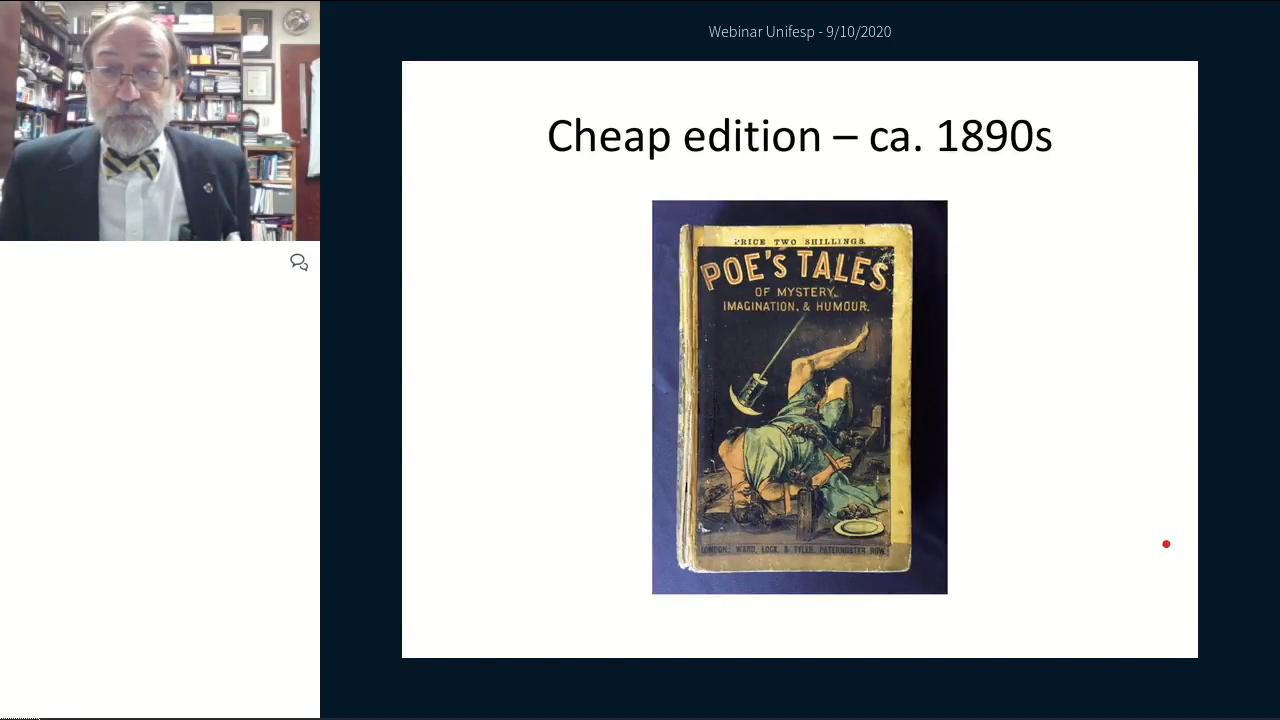 Webinar Unifesp - 9/10/2020
Cheap edition – ca. 1890s
PRICE TWO SHILLINGS.
POE'S TALES
OF MYSTERY,
IMAGINATION, & HUMOUR.
LONDON: WARD, LOCK, & TYLER, PATERNOSTER ROW.